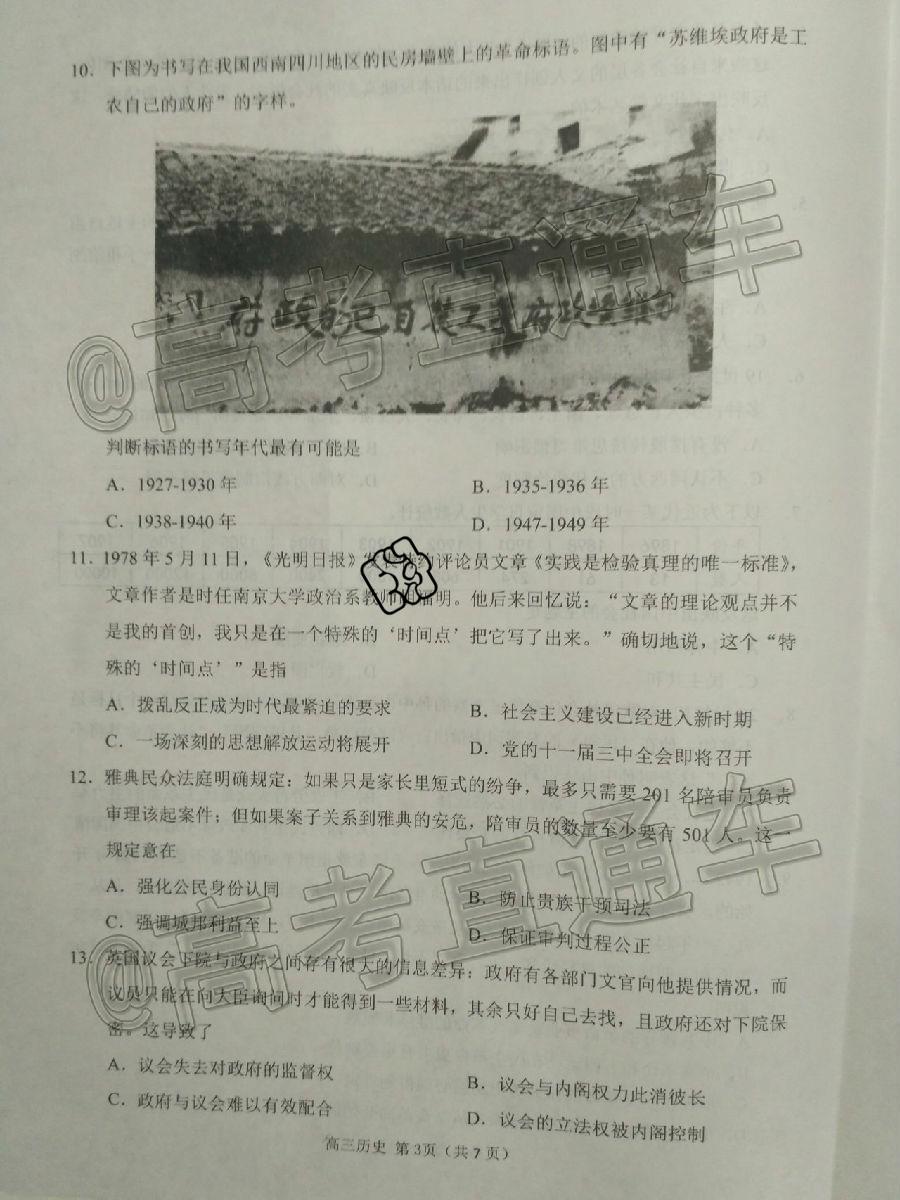 10．下图为书写在我国西南四川地区的民房墙壁上的革命标语。图中有“苏维埃政府是工
农自己的政府”的字样。
府政的己自农工是府政埃维苏
判断标语的书写年代最有可能是
A．1927-1930 年
B．1935-1936 年
C．1938-1940 年
D．1947-1949 年
11．1978 年 5 月 11 日，《光明日报》发表特约评论员文章《实践是检验真理的唯一标准》，
文章作者是时任南京大学政治系教师胡福明。他后来回忆说：“文章的理论观点并不
是我的首创，我只是在一个特殊的‘时间点’把它写了出来。”确切地说，这个“特
殊的‘时间点’”是指
A．拨乱反正成为时代最紧迫的要求
B．社会主义建设已经进入新时期
C．一场深刻的思想解放运动将展开
D．党的十一届三中全会即将召开
12．雅典民众法庭明确规定：如果只是家长里短式的纷争，最多只需要 201 名陪审员负责
审理该起案件；但如果案子关系到雅典的安危，陪审员的数量至少要有 501 人。这一
规定意在
A．强化公民身份认同
B．防止贵族干预司法
C．强调城邦利益至上
D．保证审判过程公正
13．英国议会下院与政府之间存有很大的信息差异：政府有各部门文官向他提供情况，而
议员只能在向大臣询问时才能得到一些材料，其余只好自己去找，且政府还对下院保
密。这导致了
A．议会失去对政府的监督权
B．议会与内阁权力此消彼长
C．政府与议会难以有效配合
D．议会的立法权被内阁控制
高三历史 第 3页（共 7 页）
@高考直通车
@高考直通车